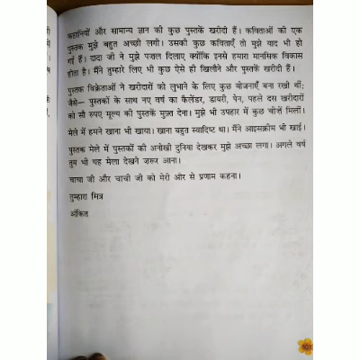 कहानियों और सामान्य ज्ञान की कुछ पुस्तकें खरीदी हैं। कविताओं की एक
पुस्तक मुझे बहुत अच्छी लगी। उसकी कुछ कविताएँ तो मुझे याद भी हो
गई हैं। दादा जी ने मुझे पज़ल दिलाए क्योंकि इनसे हमारा मानसिक विकास
होता है। मैंने तुम्हारे लिए भी कुछ ऐसे ही खिलौने और पुस्तकें खरीदी हैं।
पुस्तक विक्रेताओं ने खरीदारों को लुभाने के लिए कुछ योजनाएँ बना रखी थीं;
जैसे— पुस्तकों के साथ नए वर्ष का कैलेंडर, डायरी, पेन, पहले दस खरीदारों
को सौ रुपए मूल्य की पुस्तकें मुफ़्त देना। मुझे भी उपहार में कुछ चीज़ें मिलीं।
मेले में हमने खाना भी खाया। खाना बहुत स्वादिष्ट था। मैंने आइसक्रीम भी खाई।
पुस्तक मेले में पुस्तकों की अनोखी दुनिया देखकर मुझे अच्छा लगा। अगले वर्ष
तुम भी यह मेला देखने ज़रूर आना।
चाचा जी और चाची जी को मेरी ओर से प्रणाम कहना।
तुम्हारा मित्र
अंकित